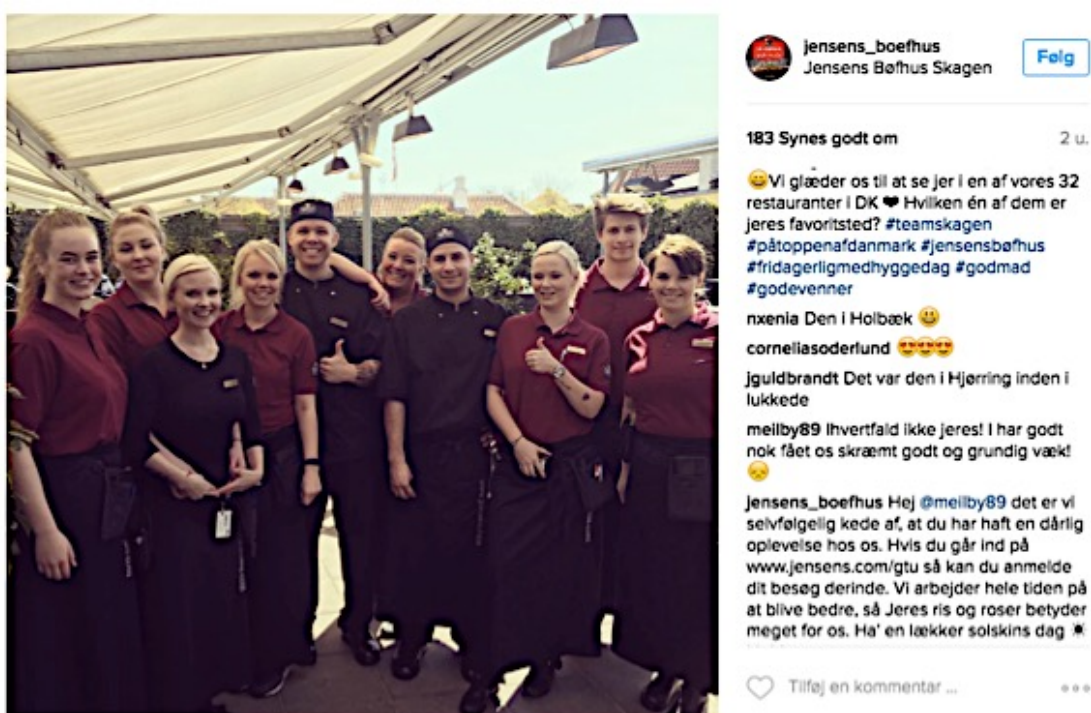 jensens_boefhus
Jensens Bøfhus Skagen
Følg
183 Synes godt om
2 u.
😀Vi glæder os til at se jer i en af vores 32
restauranter i DK ❤ Hvilken én af dem er
jeres favoritsted? #teamskagen
#påtoppenafdanmark #jensensbøfhus
#fridagerligmedhyggedag #godmad
#godevenner
nxenia Den i Holbæk 😃
corneliasoderlund 😍😍😍
jguldbrandt Det var den i Hjørring inden i
lukkede
meilby89 Ihvertfald ikke jeres! I har godt
nok fået os skræmt godt og grundig væk!
😞
jensens_boefhus Hej @meilby89 det er vi
selvfølgelig kede af, at du har haft en dårlig
oplevelse hos os. Hvis du går ind på
www.jensens.com/gtu så kan du anmelde
dit besøg derinde. Vi arbejder hele tiden på
at blive bedre, så Jeres ris og roser betyder
meget for os. Ha' en lækker solskins dag ☀
Tilføj en kommentar ...